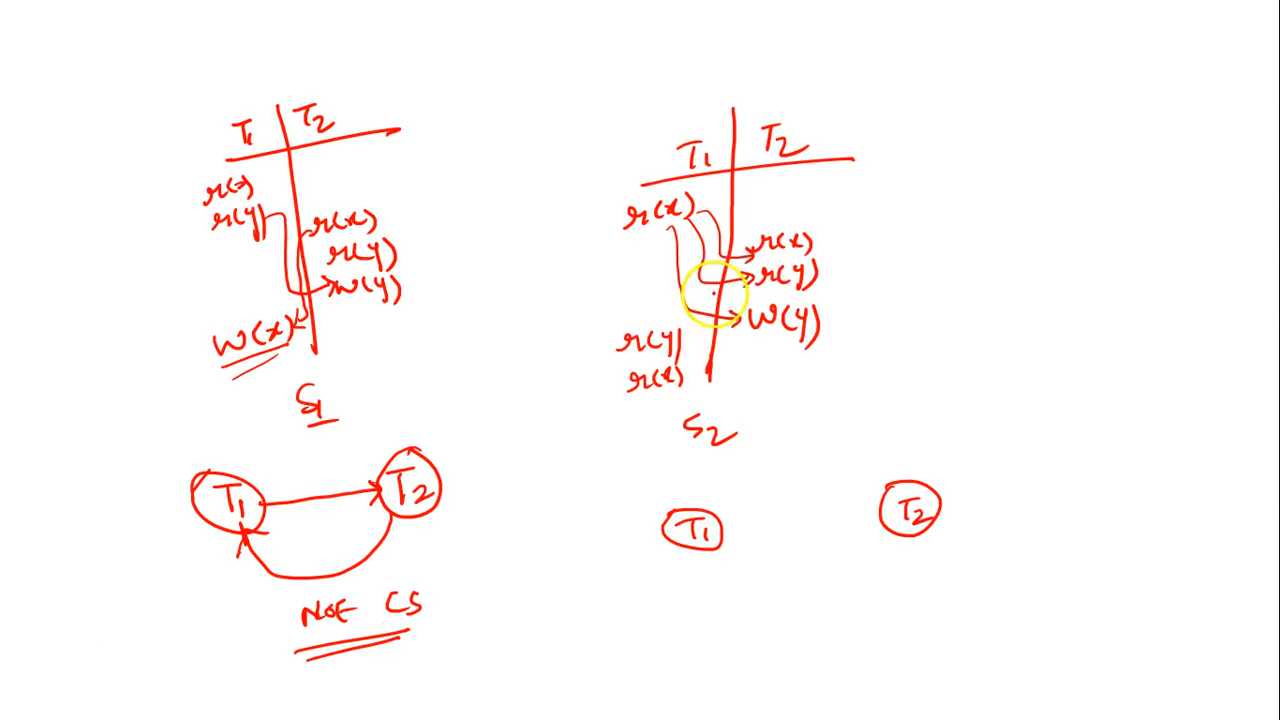 T1 T2
r(x)
r(y) r(x)
r(y)
w(y)
W(x)
S1
T1 T2
NOT CS
T1 T2
r(x)
r(x)
r(y)
W(y)
r(y)
r(x)
S2
T1 T2